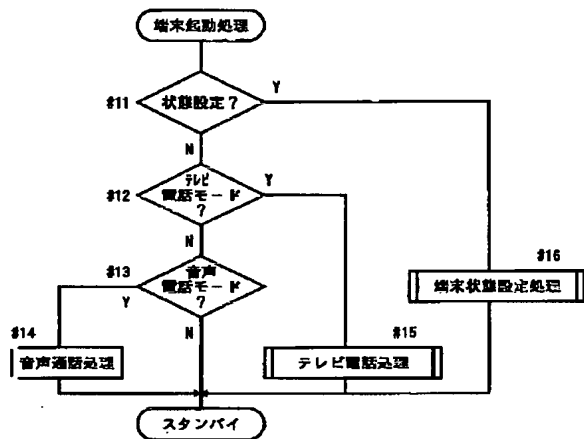 端末起動処理
#11
状態設定？
Y
N
#12
テレビ
電話モード
？
Y
N
#13
音声
電話モード
？
Y
N
#16
端末状態設定処理
#14
音声通話処理
#15
テレビ電話処理
スタンバイ